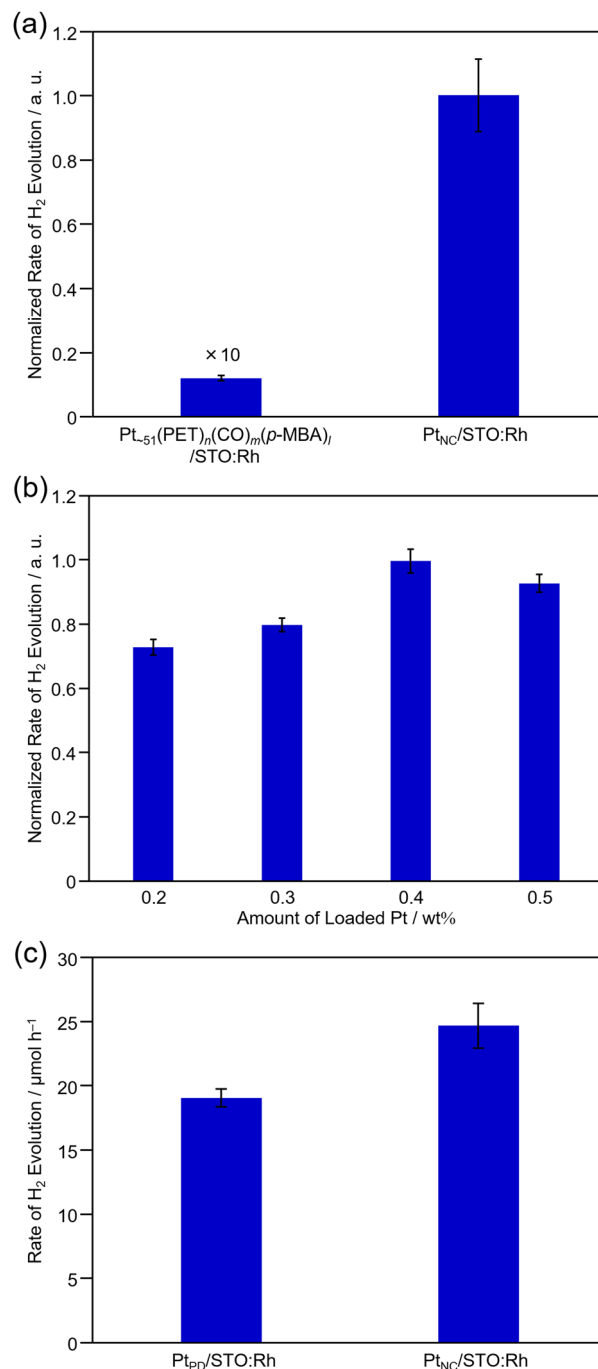 (a)
Normalized Rate of H₂ Evolution / a. u.
1.2
1.0
0.8
0.6
0.4
0.2
0
× 10
Pt~51(PET)n(CO)m(p-MBA)l
/STO:Rh
PtNC/STO:Rh
(b)
Normalized Rate of H₂ Evolution / a. u.
1.2
1.0
0.8
0.6
0.4
0.2
0
0.2
0.3
0.4
0.5
Amount of Loaded Pt / wt%
(c)
Rate of H₂ Evolution / μmol h⁻¹
30
25
20
15
10
5
0
PtPD/STO:Rh
PtNC/STO:Rh